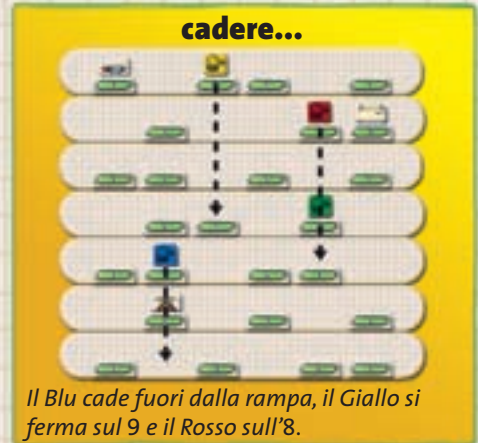 cadere...
Il Blu cade fuori dalla rampa, il Giallo si
ferma sul 9 e il Rosso sull'8.